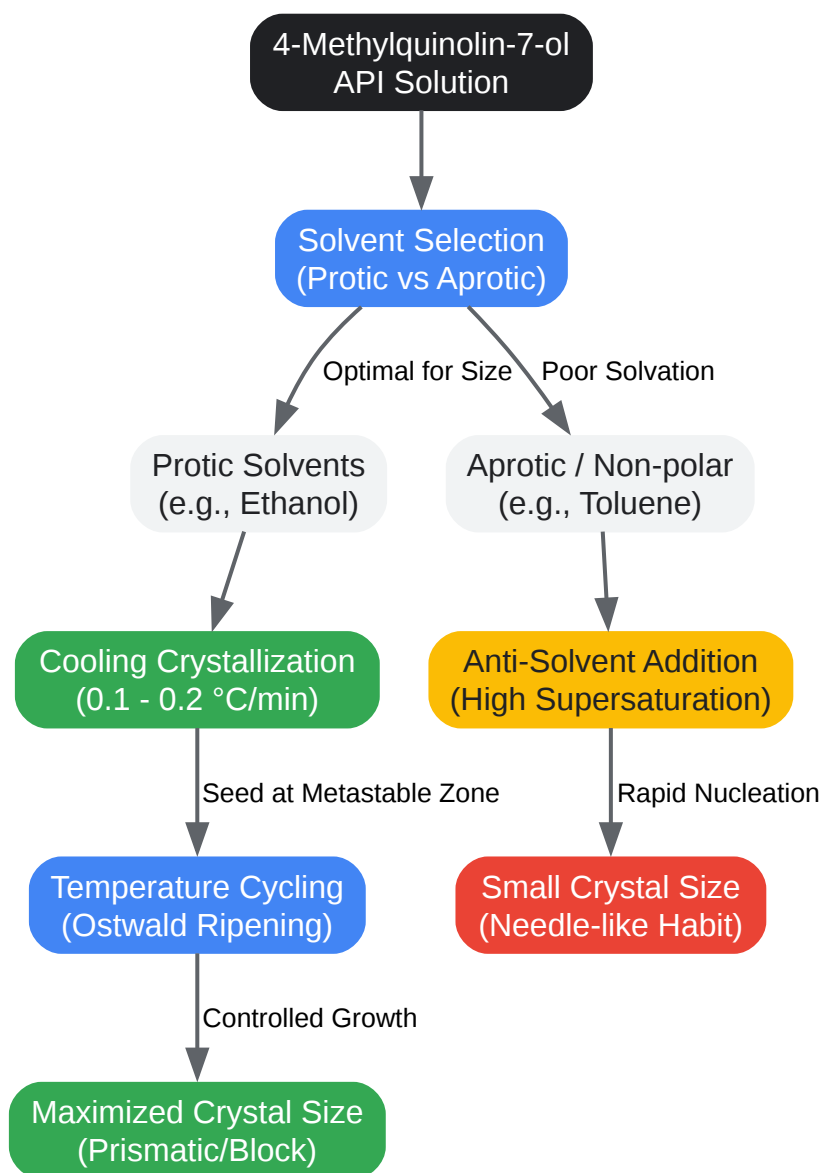 4-Methylquinolin-7-ol
API Solution
Solvent Selection
(Protic vs Aprotic)
Optimal for Size
Poor Solvation
Protic Solvents
(e.g., Ethanol)
Aprotic / Non-polar
(e.g., Toluene)
Cooling Crystallization
(0.1 - 0.2 °C/min)
Anti-Solvent Addition
(High Supersaturation)
Seed at Metastable Zone
Rapid Nucleation
Temperature Cycling
(Ostwald Ripening)
Small Crystal Size
(Needle-like Habit)
Controlled Growth
Maximized Crystal Size
(Prismatic/Block)